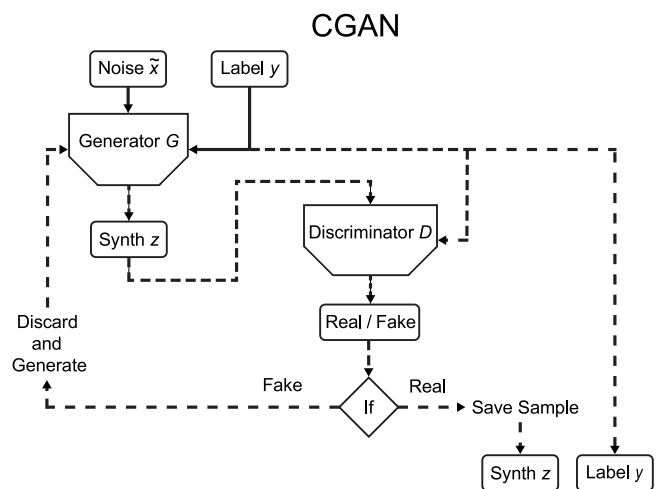 CGAN
Noise x̃
Label y
Generator G
Synth z
Discriminator D
Real / Fake
Discard
and
Generate
Fake
If
Real
Save Sample
Synth z
Label y